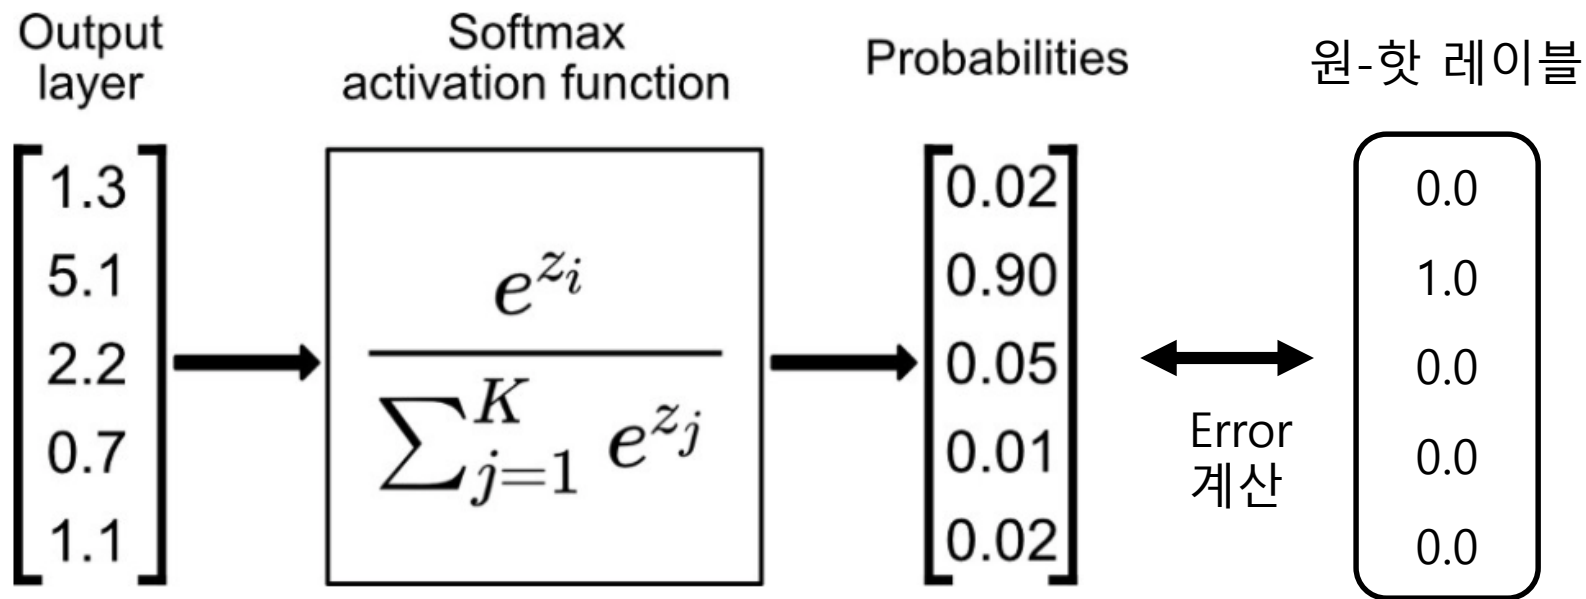 Output
layer
Softmax
activation function
Probabilities
원-핫 레이블
1.3
5.1
2.2
0.7
1.1
e^{z_i}
∑_{j=1}^{K} e^{z_j}
0.02
0.90
0.05
0.01
0.02
Error
계산
0.0
1.0
0.0
0.0
0.0